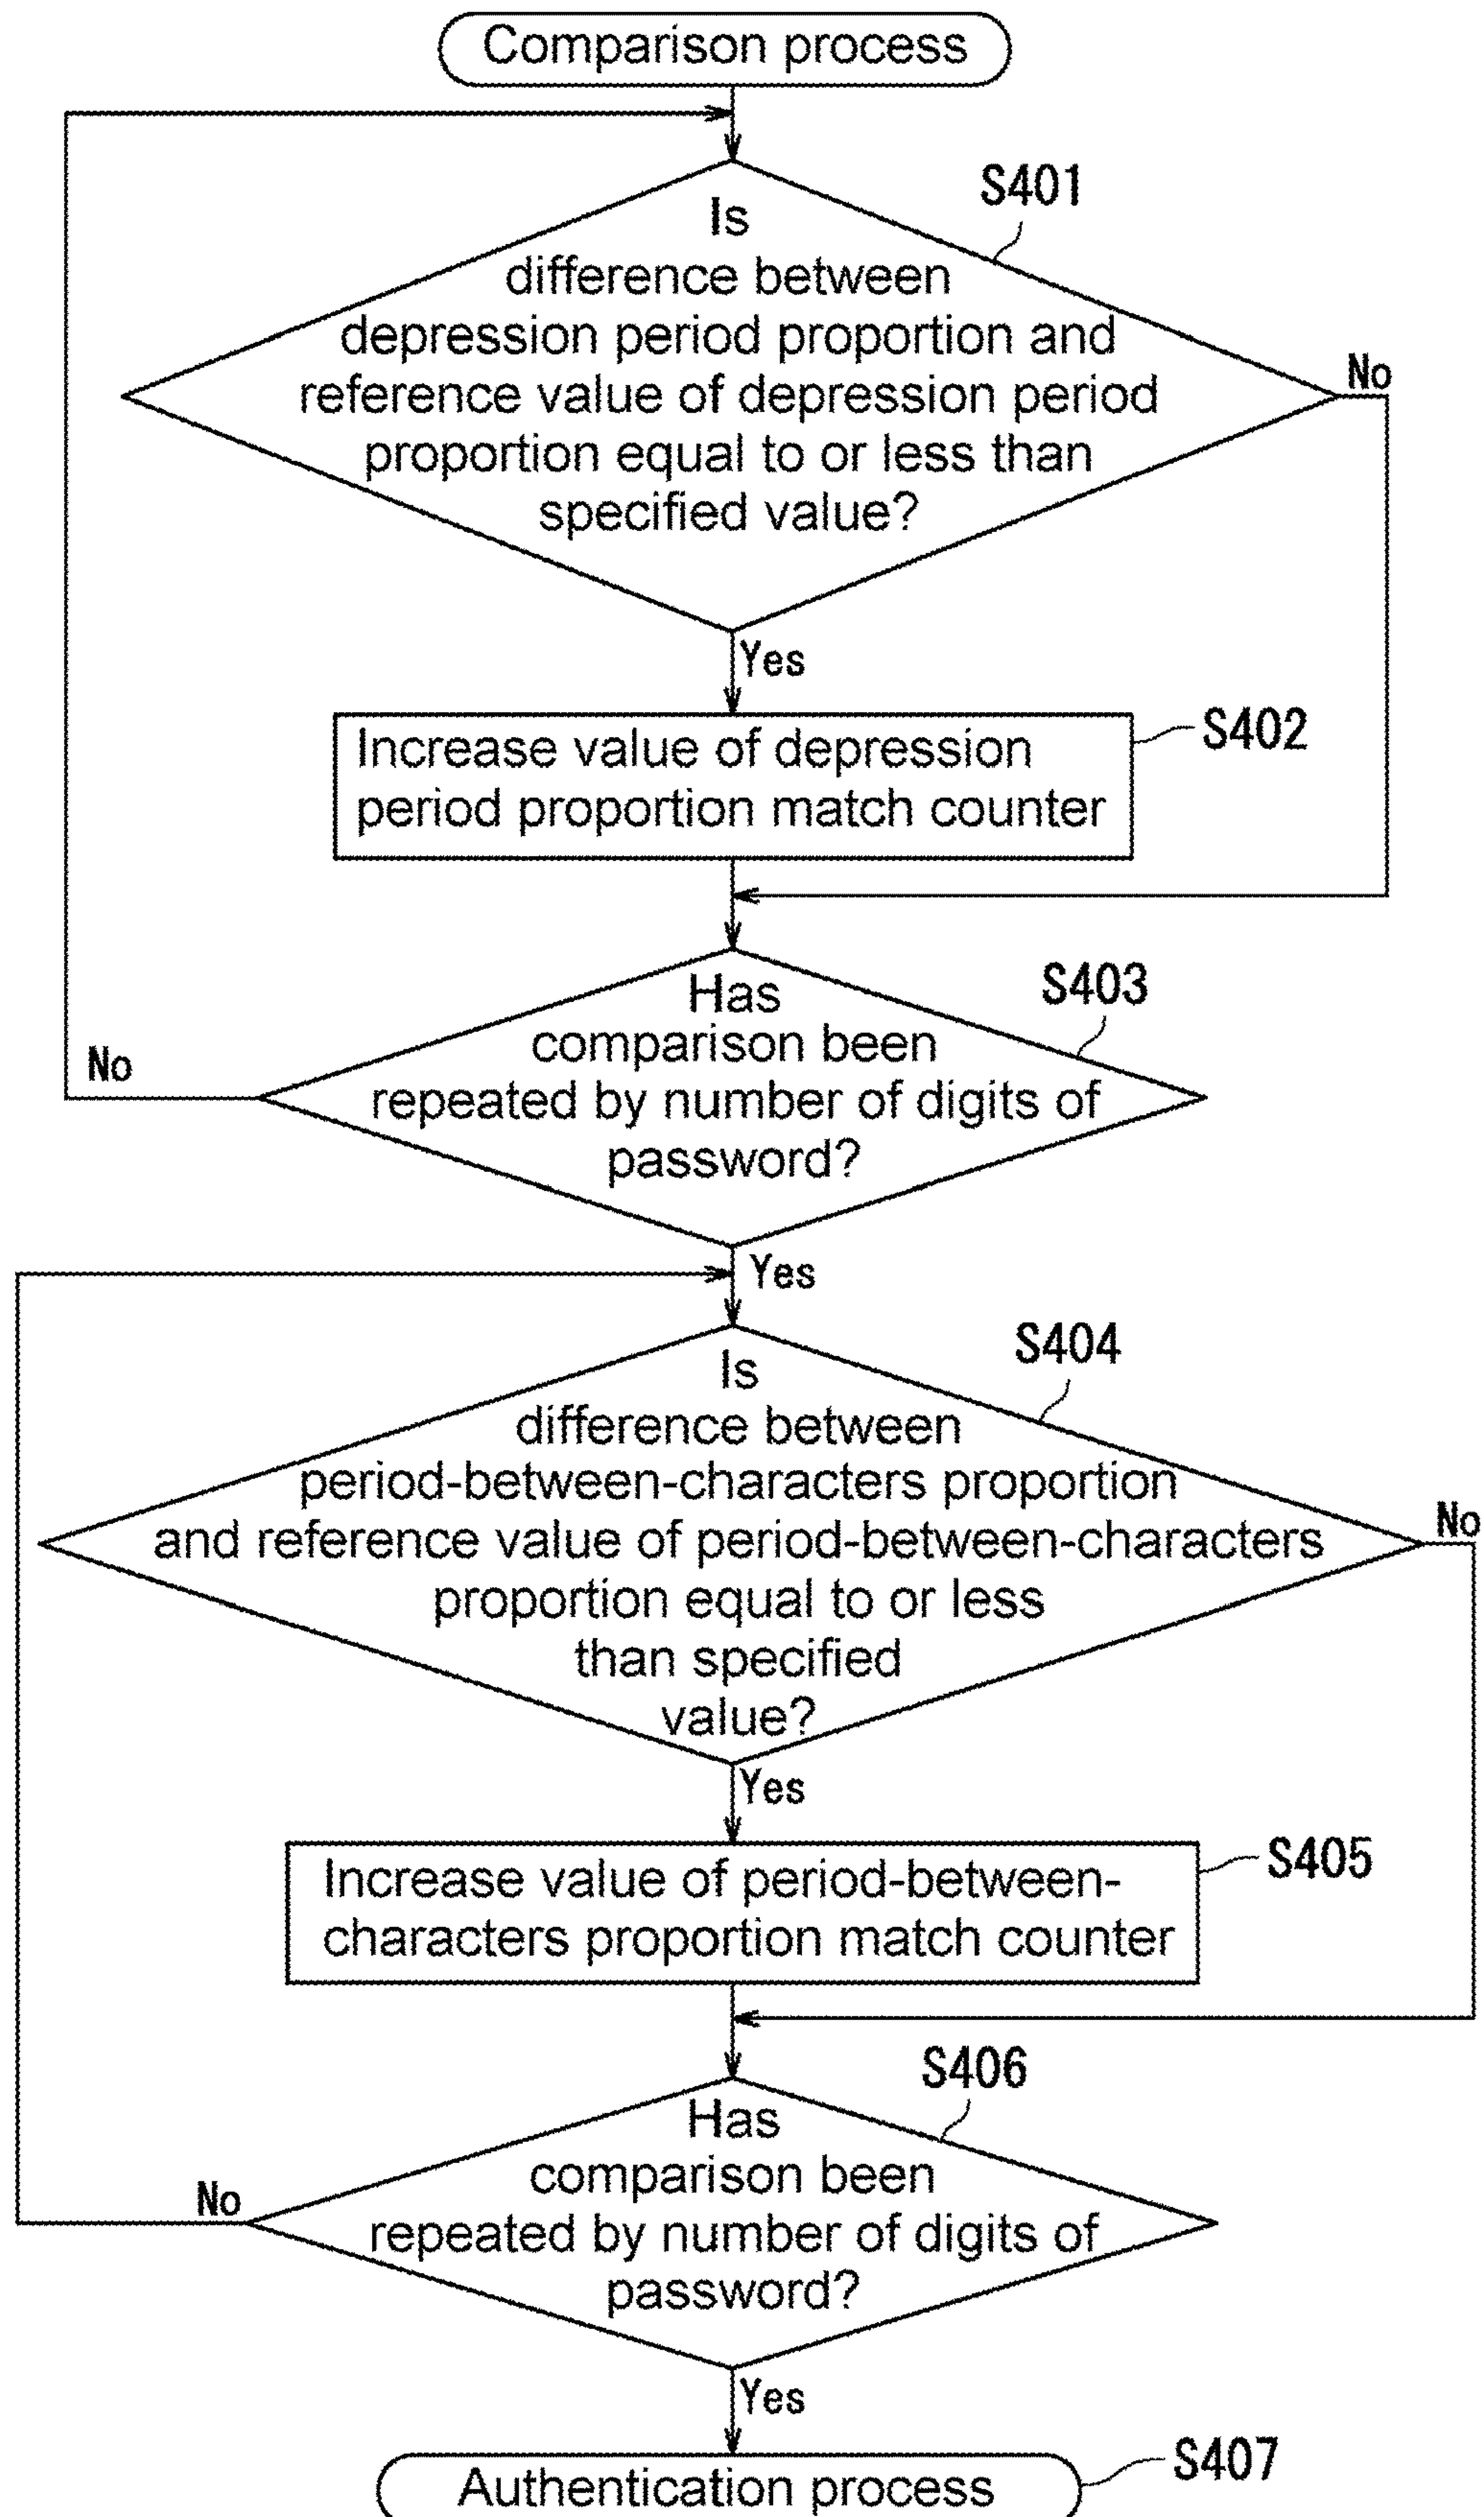 Comparison process
S401
Is
difference between
depression period proportion and
reference value of depression period
proportion equal to or less than
specified value?
No
Yes
Increase value of depression
period proportion match counter
S402
S403
Has
comparison been
repeated by number of digits of
password?
No
Yes
S404
Is
difference between
period-between-characters proportion
and reference value of period-between-characters
proportion equal to or less
than specified
value?
No
Yes
Increase value of period-between-
characters proportion match counter
S405
S406
Has
comparison been
repeated by number of digits of
password?
No
Yes
Authentication process
S407